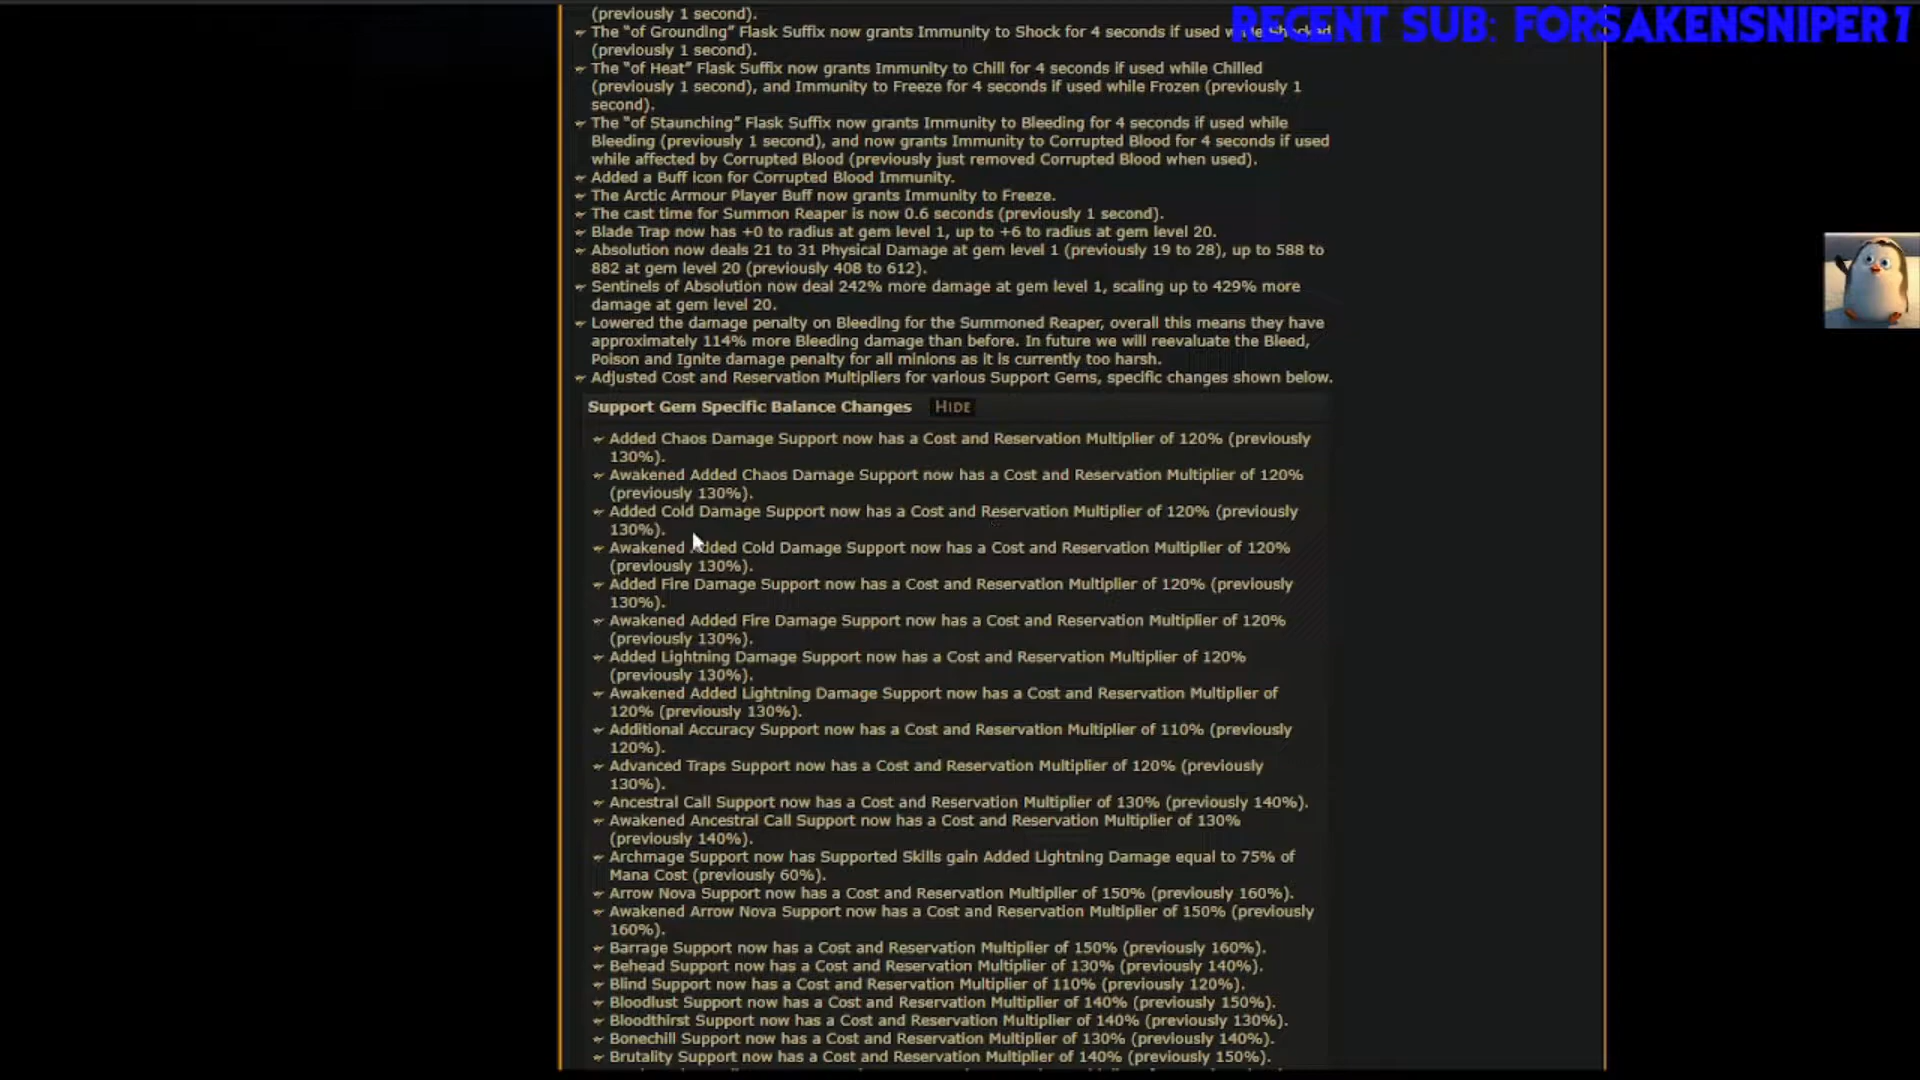 (previously 1 second).
RECENT SUB: FORSAKENSNIPER1
The “of Grounding” Flask Suffix now grants Immunity to Shock for 4 seconds if used while Shocked
(previously 1 second).
The “of Heat” Flask Suffix now grants Immunity to Chill for 4 seconds if used while Chilled
(previously 1 second), and Immunity to Freeze for 4 seconds if used while Frozen (previously 1
second).
The “of Staunching” Flask Suffix now grants Immunity to Bleeding for 4 seconds if used while
Bleeding (previously 1 second), and now grants Immunity to Corrupted Blood for 4 seconds if used
while affected by Corrupted Blood (previously just removed Corrupted Blood when used).
Added a Buff icon for Corrupted Blood Immunity.
The Arctic Armour Player Buff now grants Immunity to Freeze.
The cast time for Summon Reaper is now 0.6 seconds (previously 1 second).
Blade Trap now has +0 to radius at gem level 1, up to +6 to radius at gem level 20.
Absolution now deals 21 to 31 Physical Damage at gem level 1 (previously 19 to 28), up to 588 to
882 at gem level 20 (previously 408 to 612).
Sentinels of Absolution now deal 242% more damage at gem level 1, scaling up to 429% more
damage at gem level 20.
Lowered the damage penalty on Bleeding for the Summoned Reaper, overall this means they have
approximately 114% more Bleeding damage than before. In future we will reevaluate the Bleed,
Poison and Ignite damage penalty for all minions as it is currently too harsh.
Adjusted Cost and Reservation Multipliers for various Support Gems, specific changes shown below.
Support Gem Specific Balance Changes HIDE
Added Chaos Damage Support now has a Cost and Reservation Multiplier of 120% (previously
130%).
Awakened Added Chaos Damage Support now has a Cost and Reservation Multiplier of 120%
(previously 130%).
Added Cold Damage Support now has a Cost and Reservation Multiplier of 120% (previously
130%).
Awakened Added Cold Damage Support now has a Cost and Reservation Multiplier of 120%
(previously 130%).
Added Fire Damage Support now has a Cost and Reservation Multiplier of 120% (previously
130%).
Awakened Added Fire Damage Support now has a Cost and Reservation Multiplier of 120%
(previously 130%).
Added Lightning Damage Support now has a Cost and Reservation Multiplier of 120%
(previously 130%).
Awakened Added Lightning Damage Support now has a Cost and Reservation Multiplier of
120% (previously 130%).
Additional Accuracy Support now has a Cost and Reservation Multiplier of 110% (previously
120%).
Advanced Traps Support now has a Cost and Reservation Multiplier of 120% (previously
130%).
Ancestral Call Support now has a Cost and Reservation Multiplier of 130% (previously 140%).
Awakened Ancestral Call Support now has a Cost and Reservation Multiplier of 130%
(previously 140%).
Archmage Support now has Supported Skills gain Added Lightning Damage equal to 75% of
Mana Cost (previously 60%).
Arrow Nova Support now has a Cost and Reservation Multiplier of 150% (previously 160%).
Awakened Arrow Nova Support now has a Cost and Reservation Multiplier of 150% (previously
160%).
Barrage Support now has a Cost and Reservation Multiplier of 150% (previously 160%).
Behead Support now has a Cost and Reservation Multiplier of 130% (previously 140%).
Blind Support now has a Cost and Reservation Multiplier of 110% (previously 120%).
Bloodlust Support now has a Cost and Reservation Multiplier of 140% (previously 150%).
Bloodthirst Support now has a Cost and Reservation Multiplier of 140% (previously 130%).
Bonechill Support now has a Cost and Reservation Multiplier of 130% (previously 140%).
Brutality Support now has a Cost and Reservation Multiplier of 140% (previously 150%).